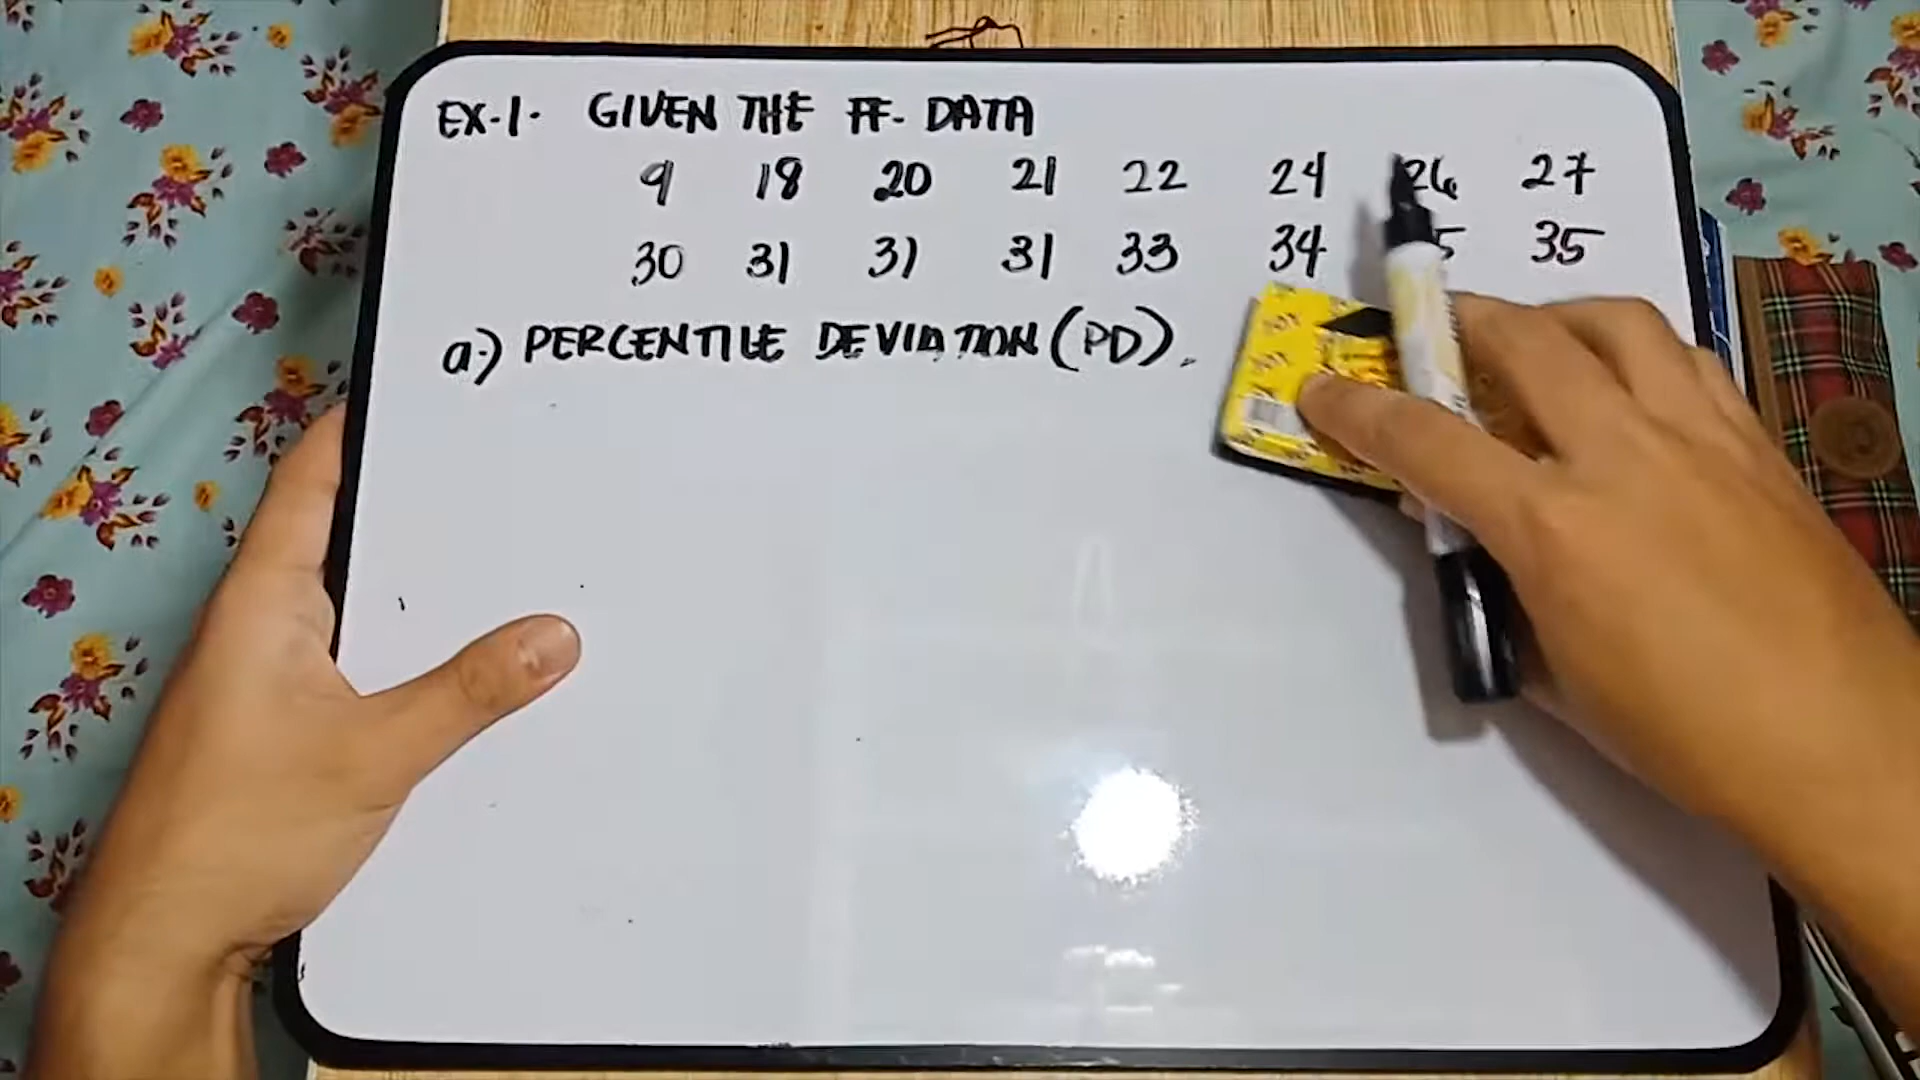 EX-1. GIVEN THE FF. DATA
9 18 20 21 22 24 26 27
30 31 31 31 33 34 35
a.) PERCENTILE DEVIATION (PD).